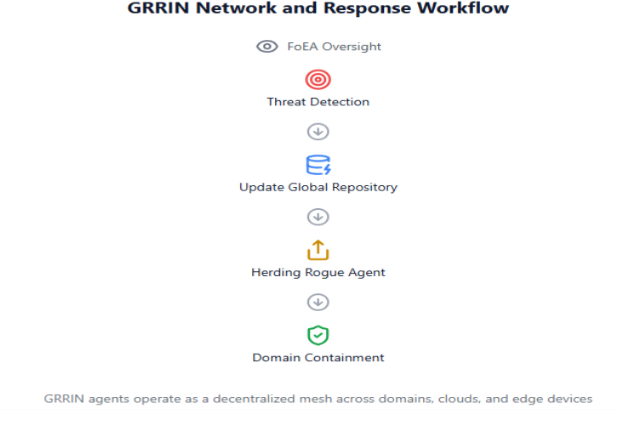 GRRIN Network and Response Workflow
FoEA Oversight
Threat Detection
Update Global Repository
Herding Rogue Agent
Domain Containment
GRRIN agents operate as a decentralized mesh across domains, clouds, and edge devices